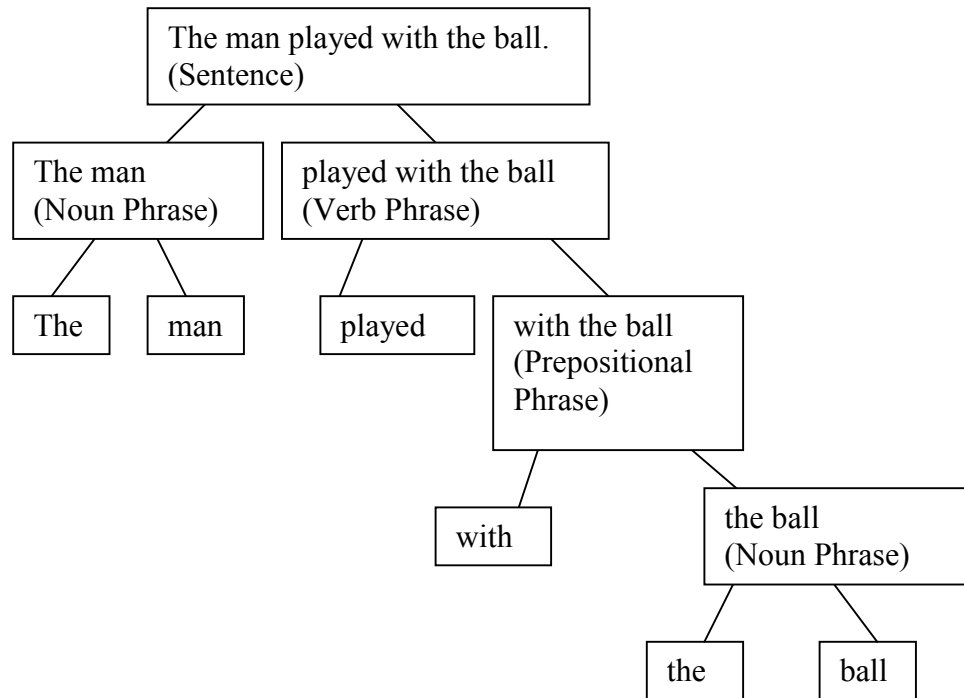 The man played with the ball.
(Sentence)
The man
(Noun Phrase)
played with the ball
(Verb Phrase)
The
man
played
with the ball
(Prepositional
Phrase)
with
the ball
(Noun Phrase)
the
ball